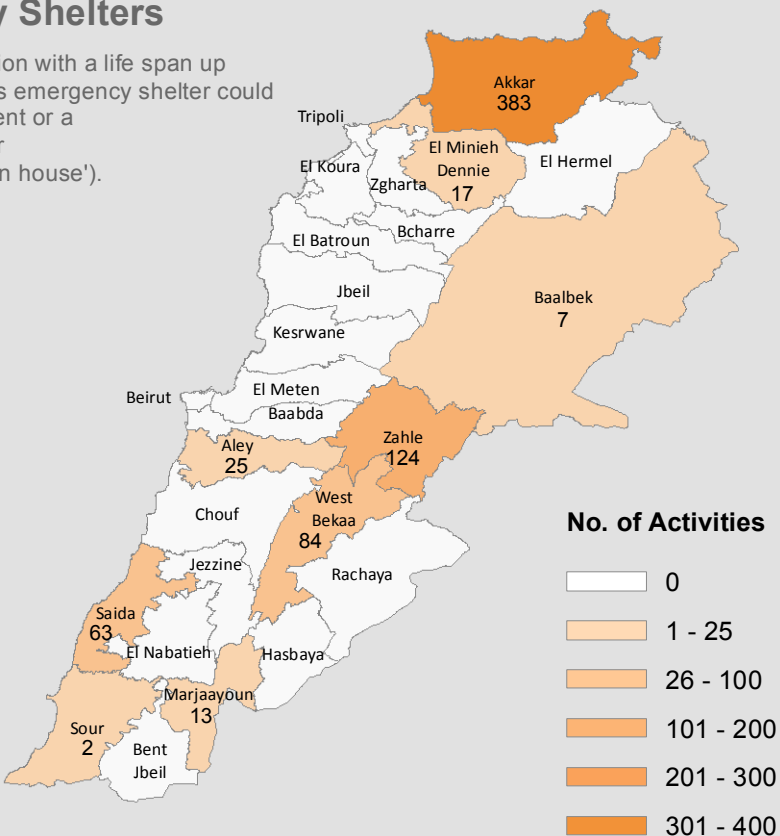 y Shelters
ion with a life span up
s emergency shelter could
ent or a
r
n house').
Akkar
383
Tripoli
El Minieh
Dennie
17
El Hermel
El Koura
Zgharta
Bcharre
El Batroun
Jbeil
Baalbek
7
Kesrwane
El Meten
Beirut
Baabda
Zahle
124
Aley
25
West
Bekaa
84
Chouf
Jezzine
Rachaya
Saida
63
El Nabatieh
Hasbaya
Marjaayoun
13
Sour
2
Bent
Jbeil
No. of Activities
0
1 - 25
26 - 100
101 - 200
201 - 300
301 - 400